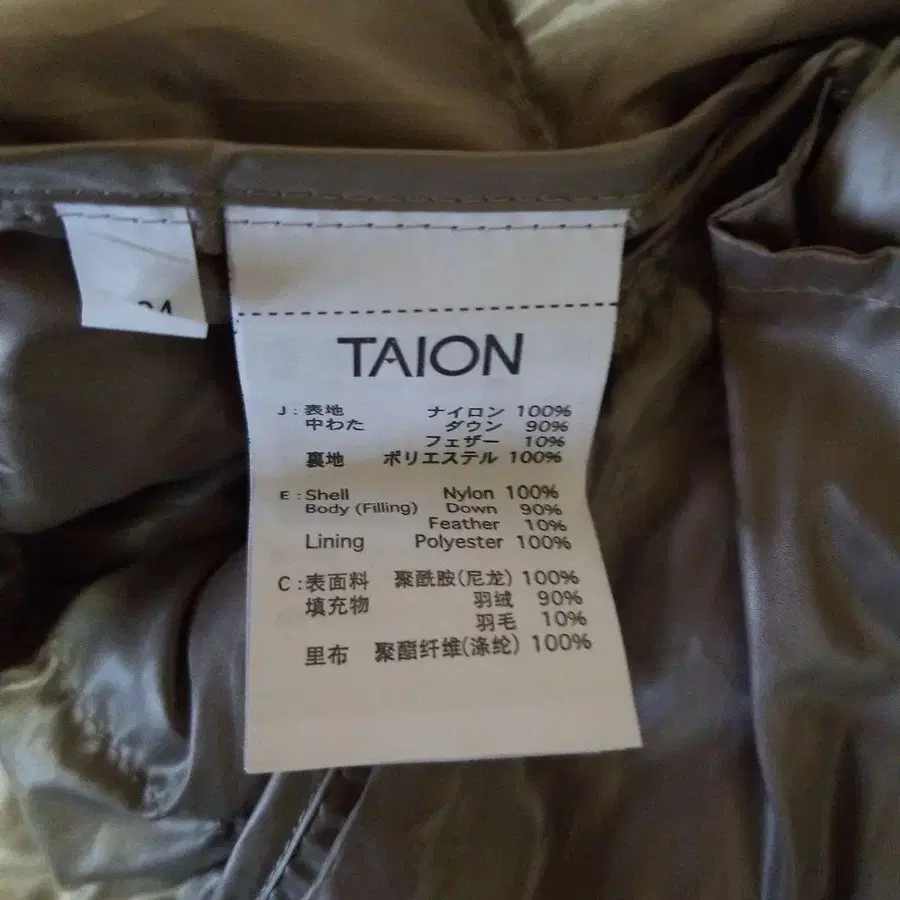 TAION
J : 表地 ナイロン 100%
中わた ダウン 90%
フェザー 10%
裏地 ポリエステル 100%
E : Shell Nylon 100%
Body (Filling) Down 90%
Feather 10%
Lining Polyester 100%
C : 表面料 聚酰胺(尼龙) 100%
填充物 羽绒 90%
羽毛 10%
里布 聚酯纤维(涤纶) 100%